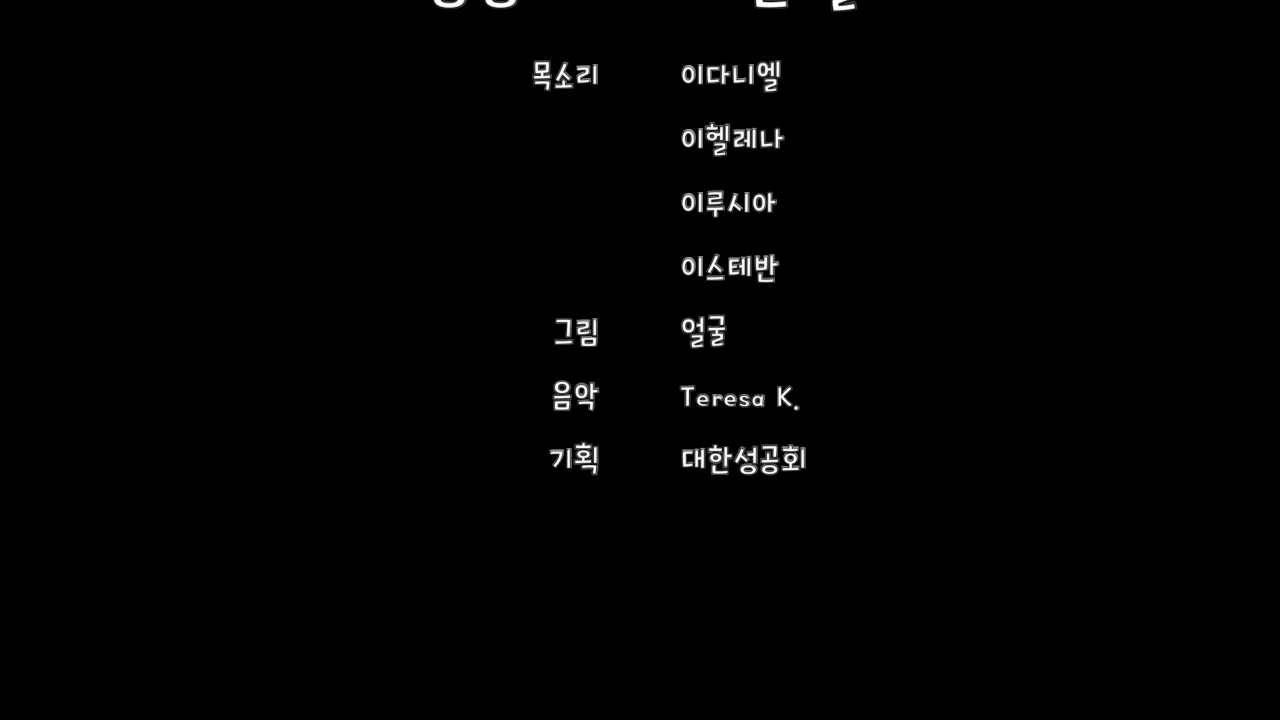 목소리 이다니엘
이헬레나
이루시아
이스테반
그림 얼굴
음악 Teresa K.
기획 대한성공회